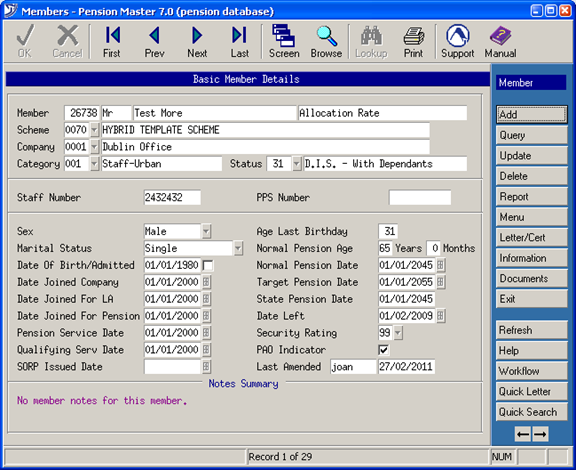 Members - Pension Master 7.0 (pension database)
OK Cancel First Prev Next Last Screen Browse Lookup Print Support Manual
Basic Member Details
Member 26738 Mr Test More Allocation Rate
Scheme 0070 HYBRID TEMPLATE SCHEME
Company 0001 Dublin Office
Category 001 Staff-Urban Status 31 D.I.S. - With Dependants
Staff Number 2432432 PPS Number
Sex Male Age Last Birthday 31
Marital Status Single Normal Pension Age 65 Years 0 Months
Date Of Birth/Admitted 01/01/1980 Normal Pension Date 01/01/2045
Date Joined Company 01/01/2000 Target Pension Date 01/01/2055
Date Joined For LA 01/01/2000 State Pension Date 01/01/2045
Date Joined For Pension 01/01/2000 Date Left 01/02/2009
Pension Service Date 01/01/2000 Security Rating 99
Qualifying Serv Date 01/01/2000 PAO Indicator
SORP Issued Date Last Amended joan 27/02/2011
Notes Summary
No member notes for this member.
Member
Add
Query
Update
Delete
Report
Menu
Letter/Cert
Information
Documents
Exit
Refresh
Help
Workflow
Quick Letter
Quick Search
Record 1 of 29 NUM